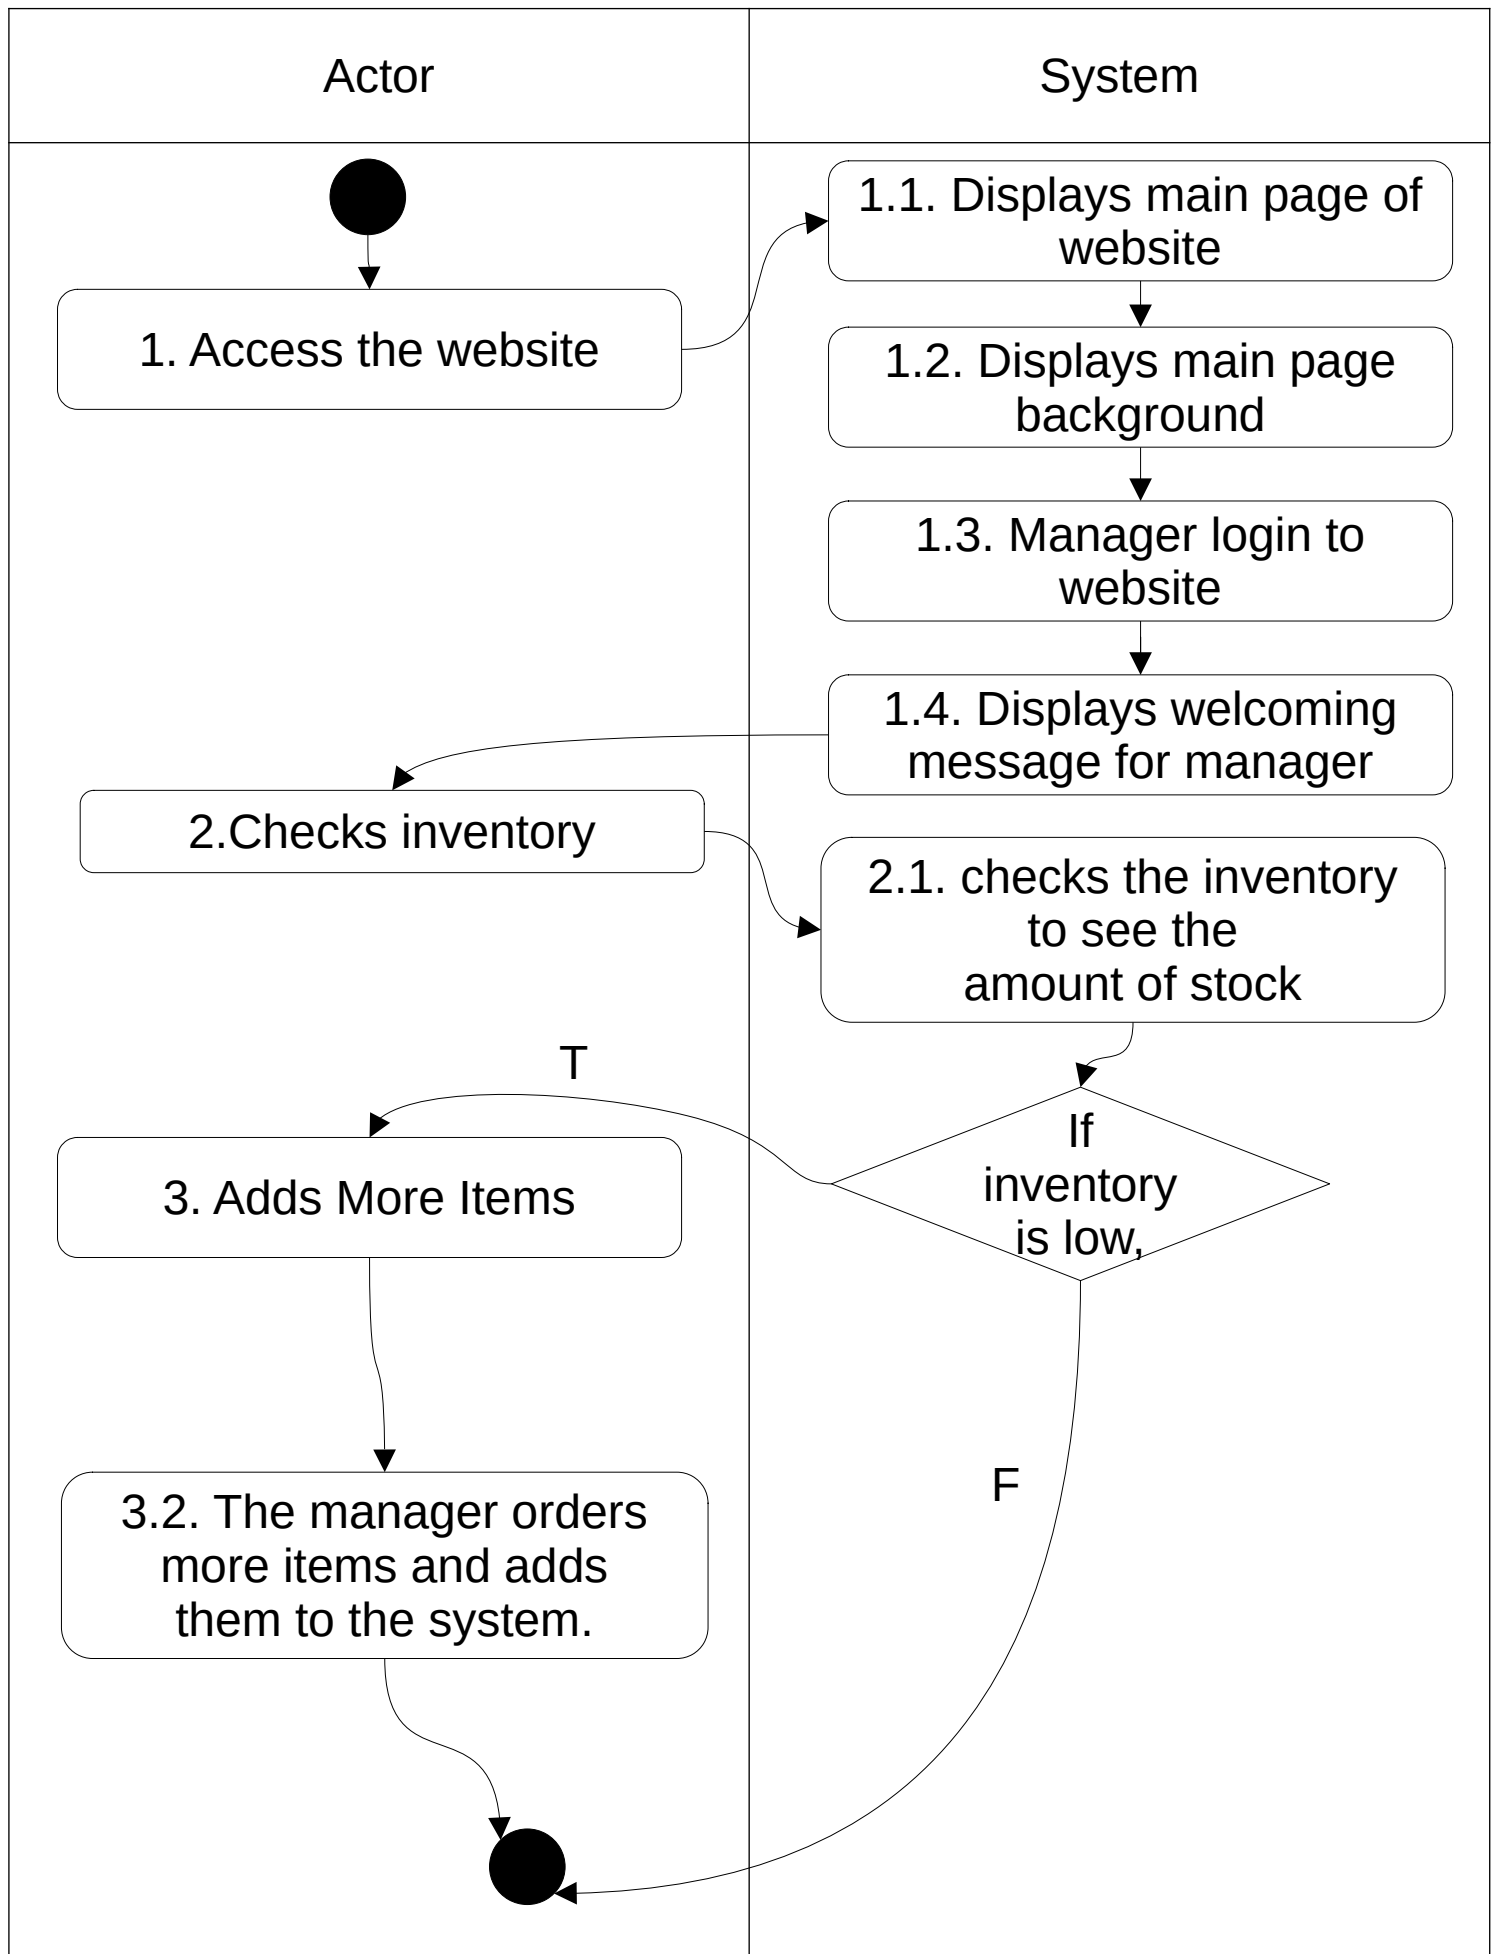 Actor
System
1.1. Displays main page of
website
1. Access the website
1.2. Displays main page
background
1.3. Manager login to
website
1.4. Displays welcoming
message for manager
2.Checks inventory
2.1. checks the inventory
to see the
amount of stock
T
If
inventory
is low,
3. Adds More Items
F
3.2. The manager orders
more items and adds
them to the system.